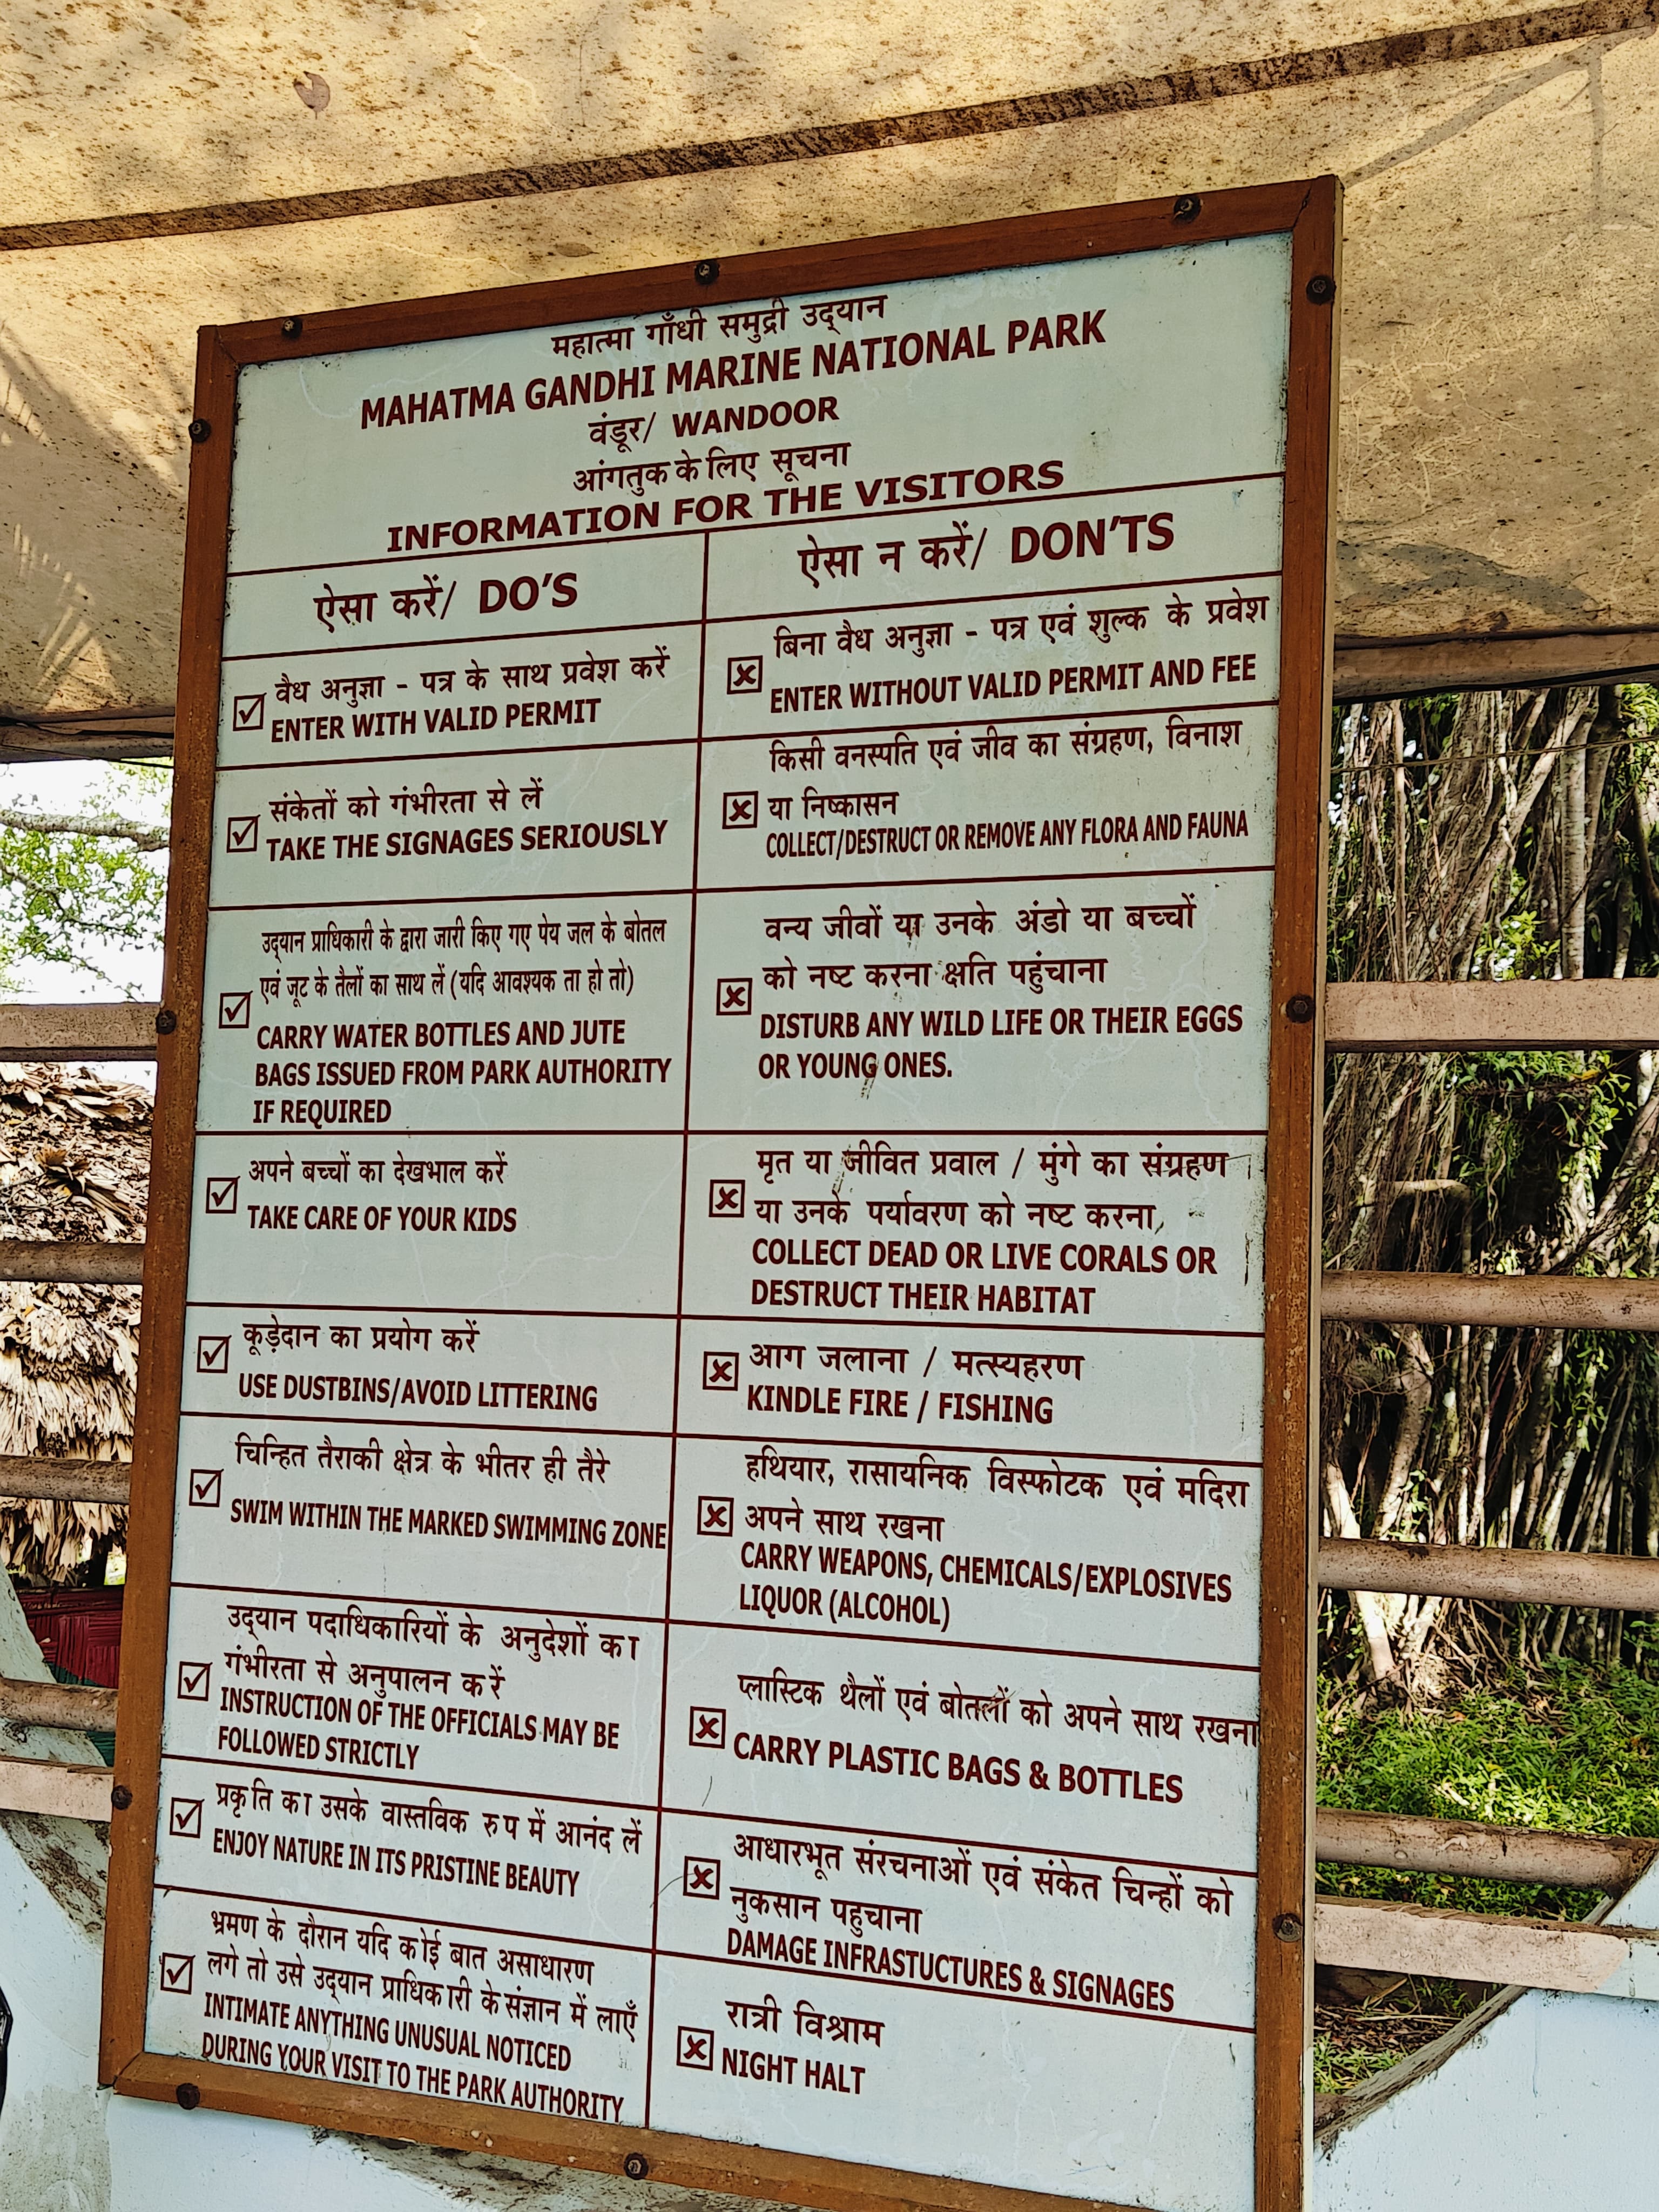 महात्मा गाँधी समुद्री उद्यान
MAHATMA GANDHI MARINE NATIONAL PARK
वंडूर/ WANDOOR
आंगतुक के लिए सूचना
INFORMATION FOR THE VISITORS
ऐसा करें/ DO'S
वैध अनुज्ञा - पत्र के साथ प्रवेश करें
ENTER WITH VALID PERMIT
संकेतों को गंभीरता से लें
TAKE THE SIGNAGES SERIOUSLY
उद्यान प्राधिकारी के द्वारा जारी किए गए पेय जल के बोतल
एवं जूट के तैलों का साथ लें (यदि आवश्यक ता हो तो)
CARRY WATER BOTTLES AND JUTE
BAGS ISSUED FROM PARK AUTHORITY
IF REQUIRED
अपने बच्चों का देखभाल करें
TAKE CARE OF YOUR KIDS
कूड़ेदान का प्रयोग करें
USE DUSTBINS/AVOID LITTERING
चिन्हित तैराकी क्षेत्र के भीतर ही तैरे
SWIM WITHIN THE MARKED SWIMMING ZONE
उद्यान पदाधिकारियों के अनुदेशों का
गंभीरता से अनुपालन करें
INSTRUCTION OF THE OFFICIALS MAY BE
FOLLOWED STRICTLY
प्रकृति का उसके वास्तविक रुप में आनंद लें
ENJOY NATURE IN ITS PRISTINE BEAUTY
भ्रमण के दौरान यदि कोई बात असाधारण
लगे तो उसे उद्यान प्राधिकारी के संज्ञान में लाएँ
INTIMATE ANYTHING UNUSUAL NOTICED
DURING YOUR VISIT TO THE PARK AUTHORITY
ऐसा न करें/ DON'TS
बिना वैध अनुज्ञा - पत्र एवं शुल्क के प्रवेश
ENTER WITHOUT VALID PERMIT AND FEE
किसी वनस्पति एवं जीव का संग्रहण, विनाश
या निष्कासन
COLLECT/DESTRUCT OR REMOVE ANY FLORA AND FAUNA
वन्य जीवों या उनके अंडो या बच्चों
को नष्ट करना क्षति पहुंचाना
DISTURB ANY WILD LIFE OR THEIR EGGS
OR YOUNG ONES.
मृत या जीवित प्रवाल / मुंगे का संग्रहण
या उनके पर्यावरण को नष्ट करना,
COLLECT DEAD OR LIVE CORALS OR
DESTRUCT THEIR HABITAT
आग जलाना / मत्स्यहरण
KINDLE FIRE / FISHING
हथियार, रासायनिक विस्फोटक एवं मदिरा
अपने साथ रखना
CARRY WEAPONS, CHEMICALS/EXPLOSIVES
LIQUOR (ALCOHOL)
प्लास्टिक थैलों एवं बोतलों को अपने साथ रखना
CARRY PLASTIC BAGS & BOTTLES
आधारभूत संरचनाओं एवं संकेत चिन्हों को
नुकसान पहुचाना
DAMAGE INFRASTUCTURES & SIGNAGES
रात्री विश्राम
NIGHT HALT